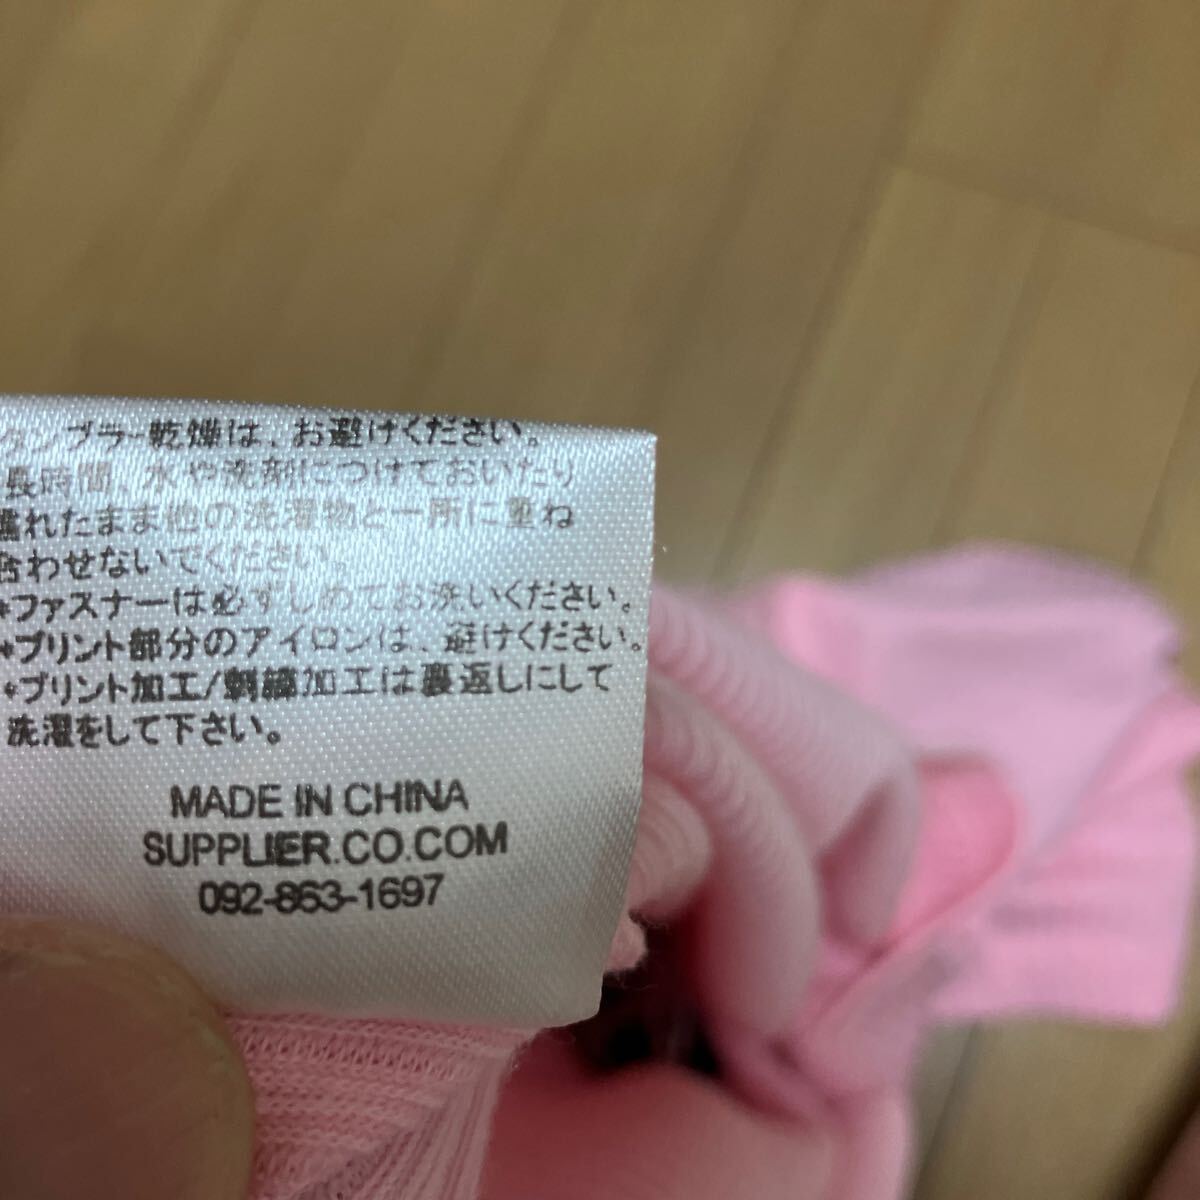 タンブラー乾燥は、お避けください。
長時間 水や洗剤につけておいたり
濡れたまま他の洗濯物と一所に重ね
合わせないでください。
*ファスナーは必ずしめてお洗いください。
*プリント部分のアイロンは、避けください。
*プリント加工/刺繍加工は裏返しにして
洗濯をして下さい。
MADE IN CHINA
SUPPLIER.CO.COM
092-863-1697